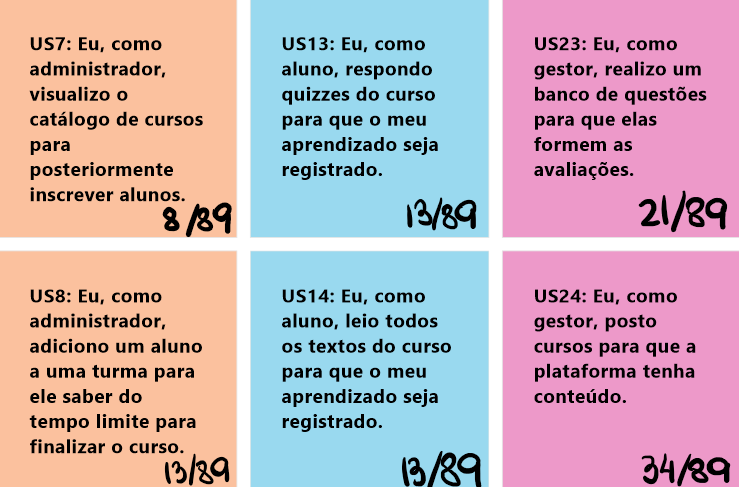 US7: Eu, como
administrador,
visualizo o
catálogo de cursos
para
posteriormente
inscrever alunos.
8/89
US13: Eu, como
aluno, respondo
quizzes do curso
para que o meu
aprendizado seja
registrado.
13/89
US23: Eu, como
gestor, realizo um
banco de questões
para que elas
formem as
avaliações.
21/89
US8: Eu, como
administrador,
adiciono um aluno
a uma turma para
ele saber do
tempo limite para
finalizar o curso.
13/89
US14: Eu, como
aluno, leio todos
os textos do curso
para que o meu
aprendizado seja
registrado.
13/89
US24: Eu, como
gestor, posto
cursos para que a
plataforma tenha
conteúdo.
34/89